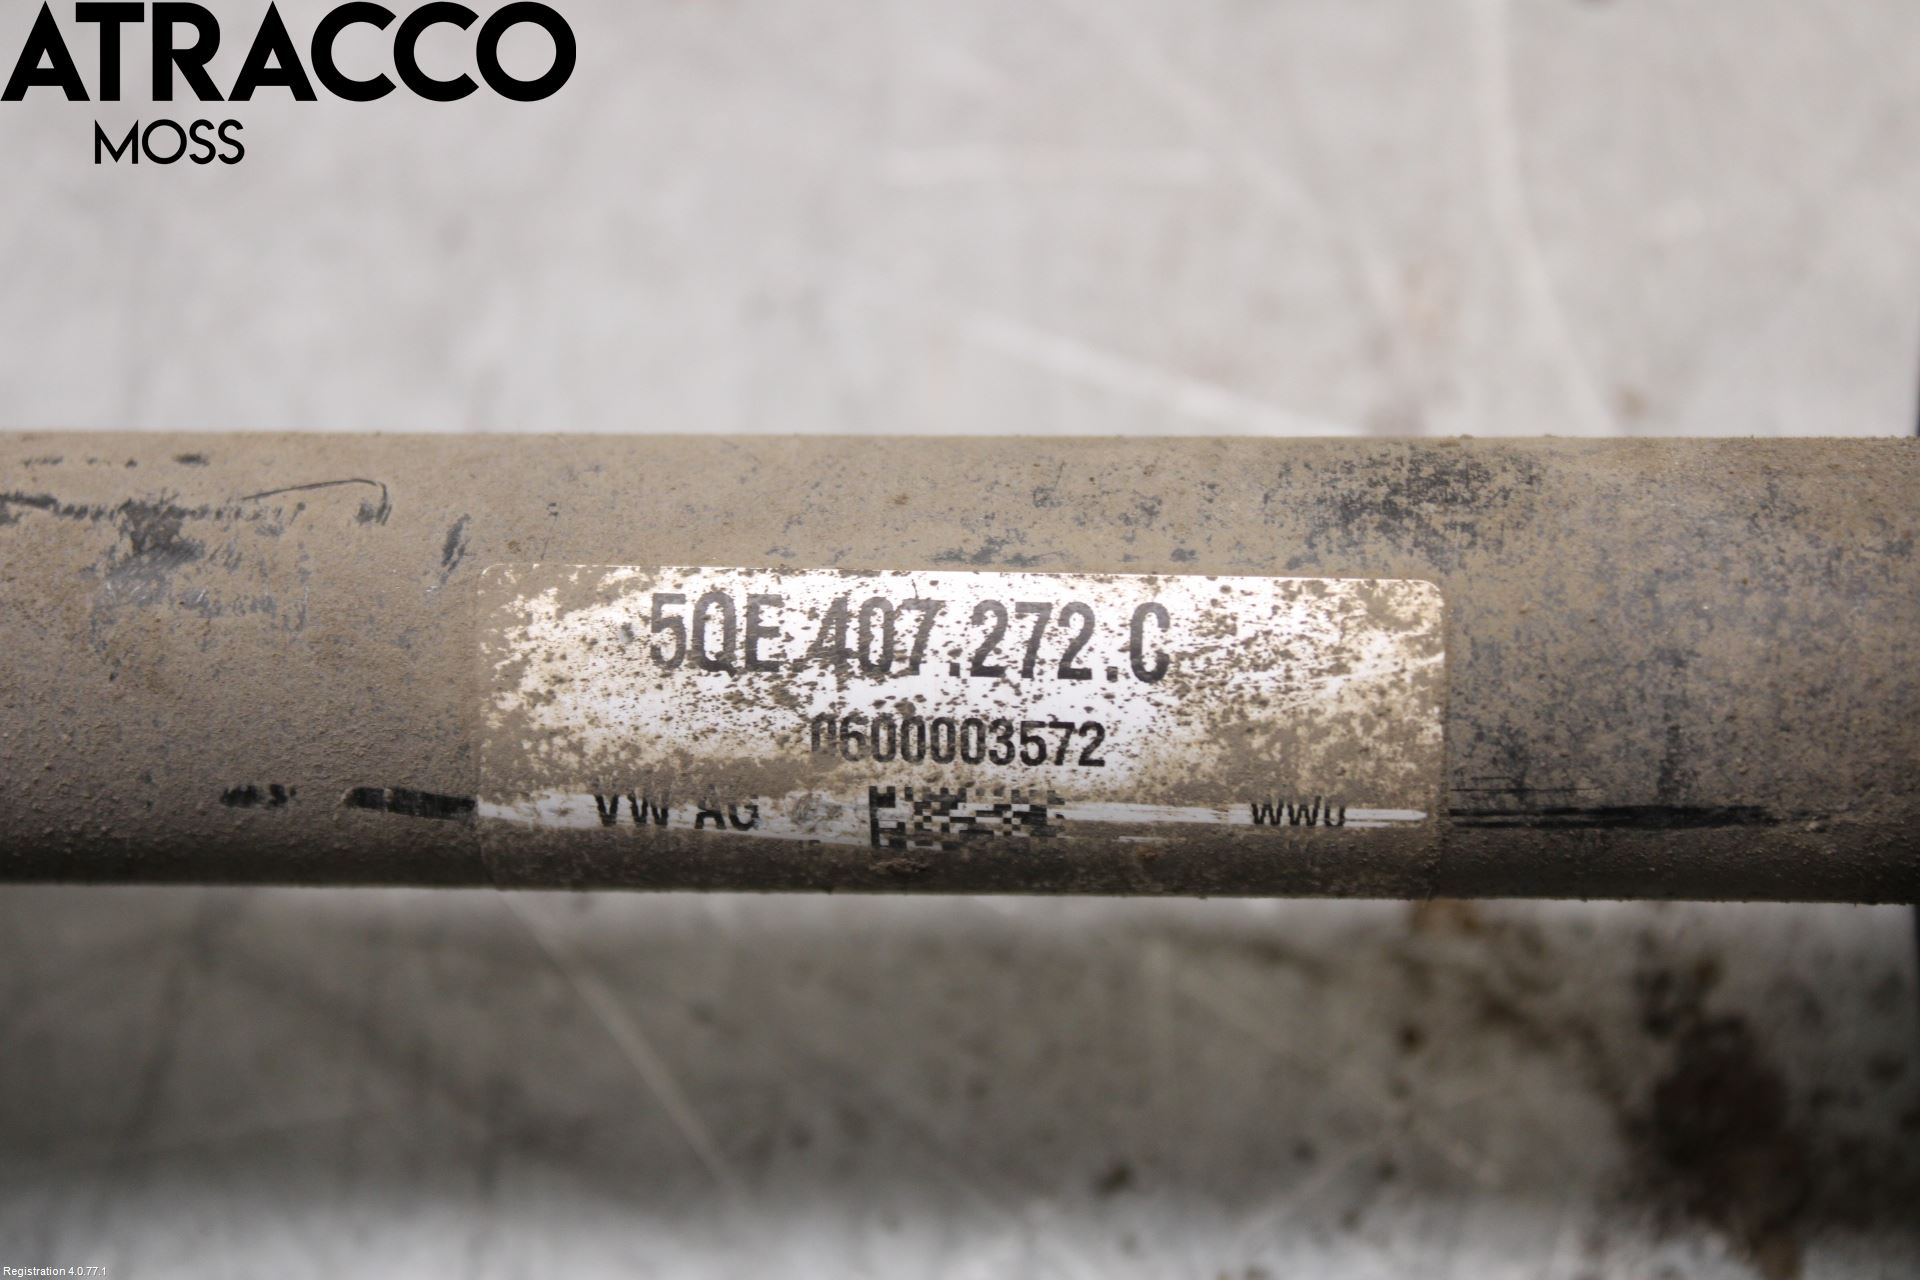 ATRACCO
MOSS
5QE.407.272.C
0600003572
VW AG
WWU
Registration 4.0.77.1